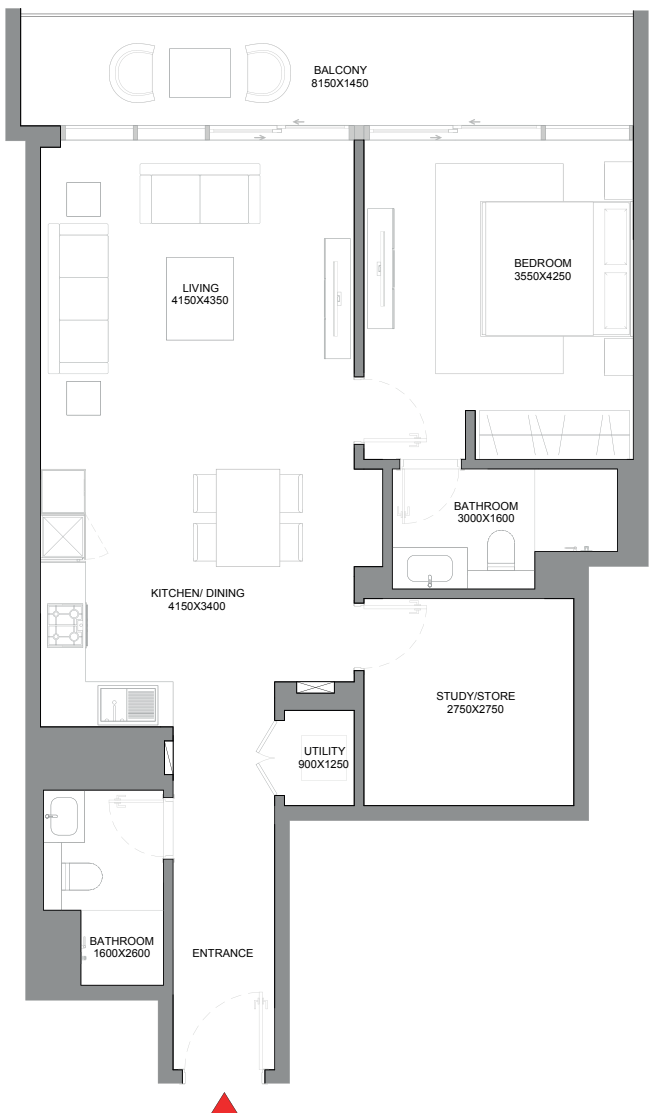 BALCONY
8150X1450
LIVING
4150X4350
BEDROOM
3550X4250
BATHROOM
3000X1600
KITCHEN/ DINING
4150X3400
STUDY/STORE
2750X2750
UTILITY
900X1250
BATHROOM
1600X2600
ENTRANCE